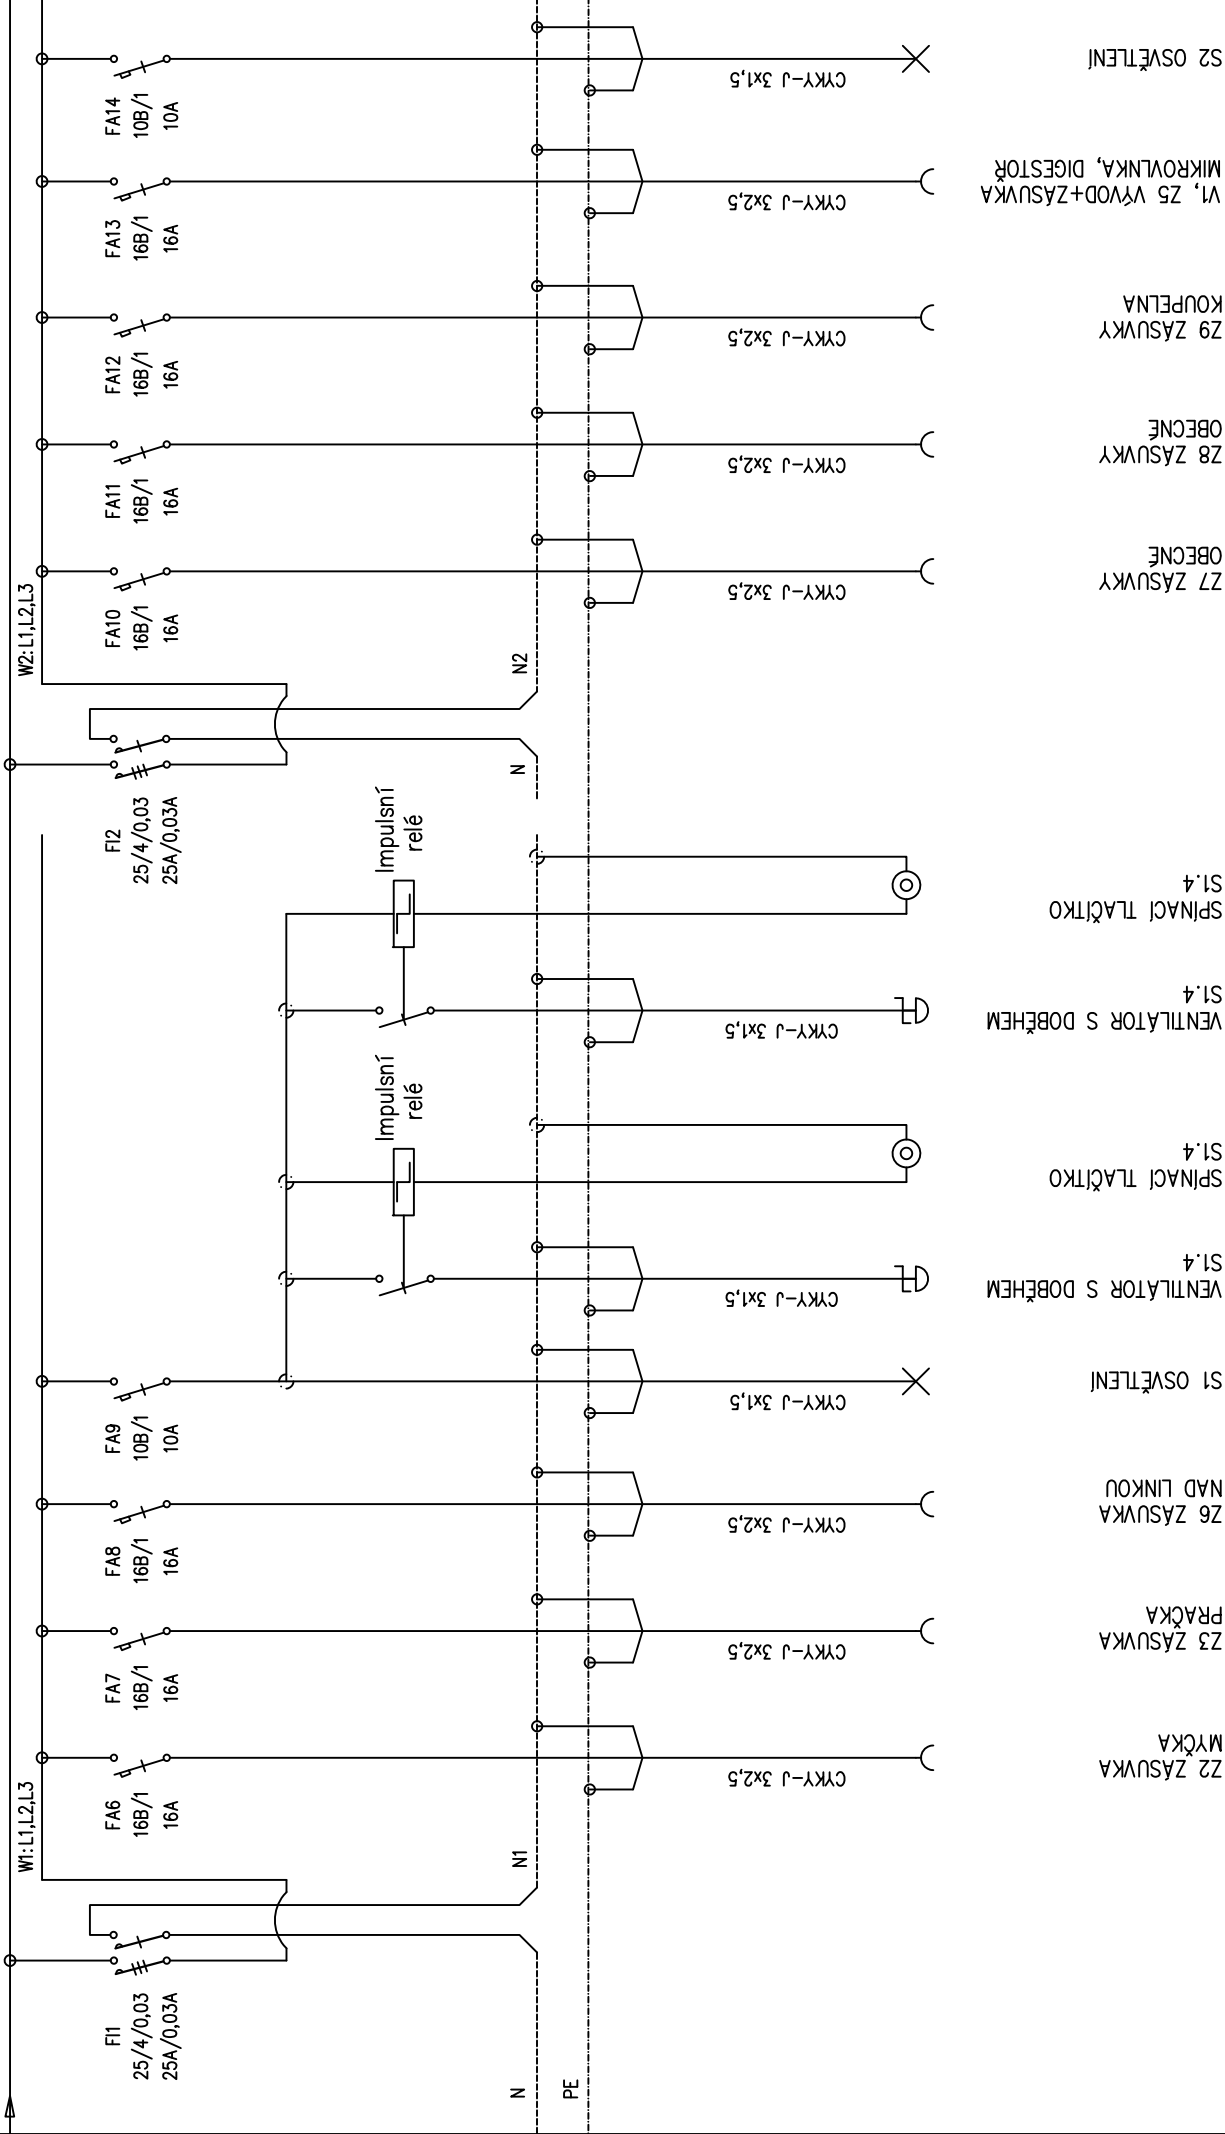 FI1
25/4/0,03
25A/0,03A
W1:L1,L2,L3
N
PE
N1
FA6
16B/1
16A
CYKY-J 3x2,5
Z2 ZÁSUVKA
MYČKA
FA7
16B/1
16A
CYKY-J 3x2,5
Z3 ZÁSUVKA
PRAČKA
FA8
16B/1
16A
CYKY-J 3x2,5
Z6 ZÁSUVKA
NAD LINKOU
FA9
10B/1
10A
CYKY-J 3x1,5
S1 OSVĚTLENÍ
CYKY-J 3x1,5
VENTILÁTOR S DOBĚHEM
S1.4
Impulsní
relé
SPÍNACÍ TLAČÍTKO
S1.4
CYKY-J 3x1,5
VENTILÁTOR S DOBĚHEM
S1.4
Impulsní
relé
SPÍNACÍ TLAČÍTKO
S1.4
FI2
25/4/0,03
25A/0,03A
N
N2
W2:L1,L2,L3
FA10
16B/1
16A
CYKY-J 3x2,5
Z7 ZÁSUVKY
OBECNÉ
FA11
16B/1
16A
CYKY-J 3x2,5
Z8 ZÁSUVKY
OBECNÉ
FA12
16B/1
16A
CYKY-J 3x2,5
Z9 ZÁSUVKY
KOUPELNA
FA13
16B/1
16A
CYKY-J 3x2,5
V1, Z5 VÝVOD+ZÁSUVKA
MIKROVLNKA, DIGESTOŘ
FA14
10B/1
10A
CYKY-J 3x1,5
S2 OSVĚTLENÍ